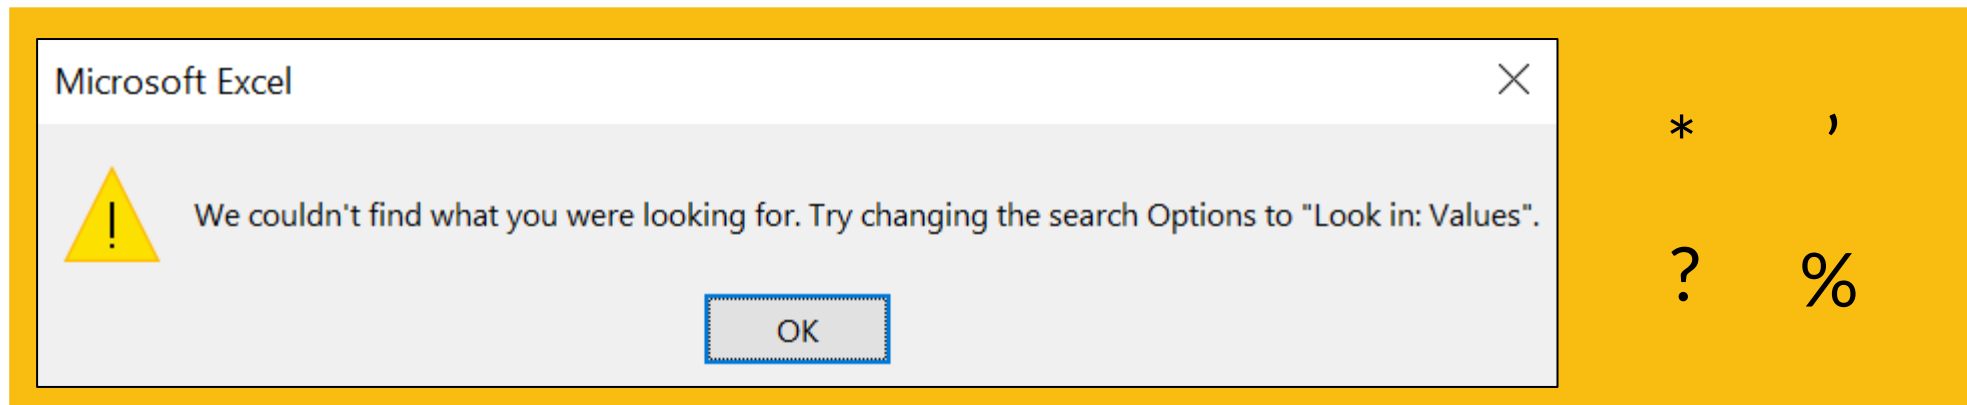 Microsoft Excel
We couldn't find what you were looking for. Try changing the search Options to "Look in: Values".
OK
* ,
? %